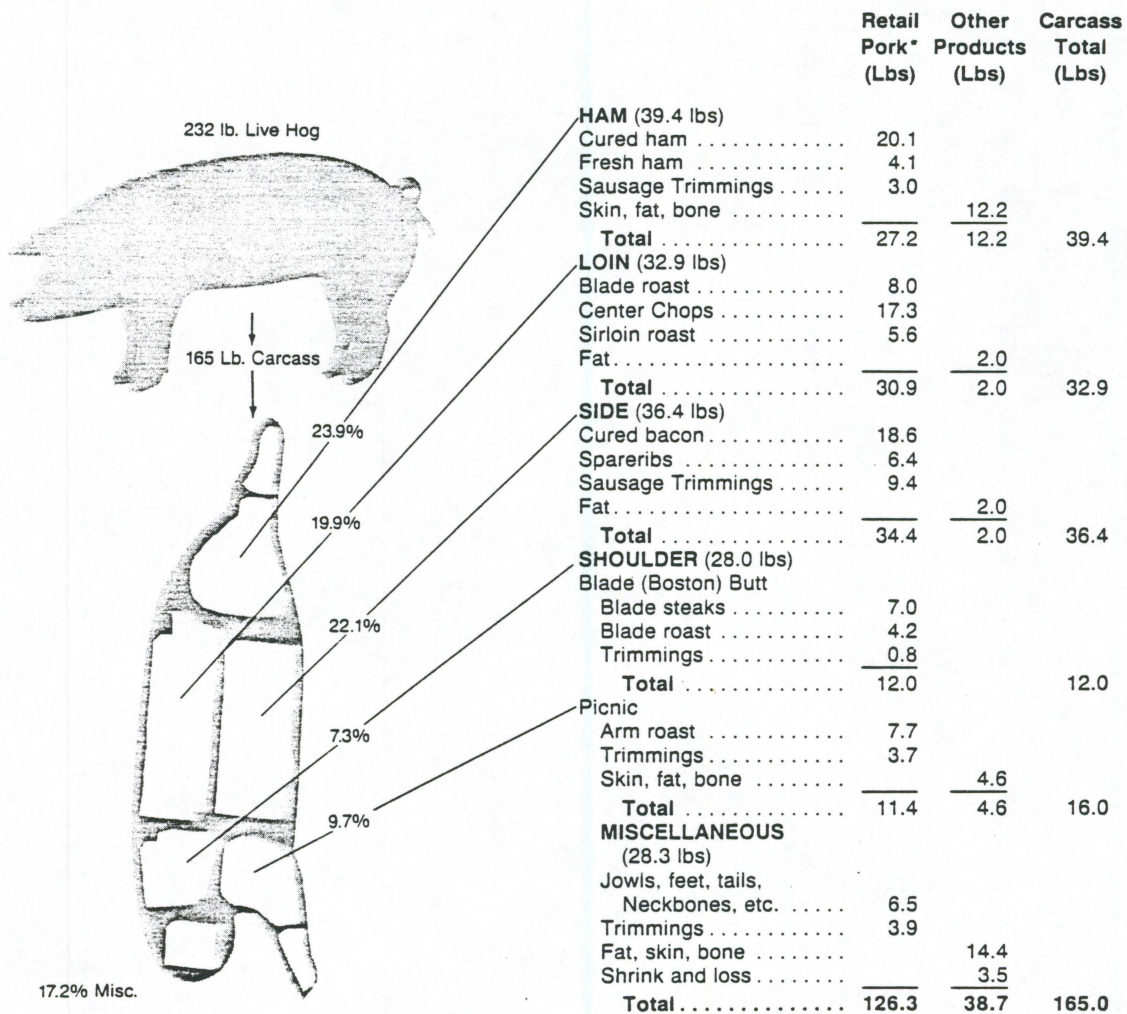 Retail Other Carcass
Pork* Products Total
(Lbs) (Lbs) (Lbs)
232 lb. Live Hog
165 Lb. Carcass
23.9%
19.9%
22.1%
7.3%
9.7%
17.2% Misc.
HAM (39.4 lbs)
Cured ham . . . . . . . . . . . . . 20.1
Fresh ham . . . . . . . . . . . . . 4.1
Sausage Trimmings . . . . . . 3.0
Skin, fat, bone . . . . . . . . . . 12.2
Total . . . . . . . . . . . . . . . 27.2 12.2 39.4
LOIN (32.9 lbs)
Blade roast . . . . . . . . . . . . . 8.0
Center Chops . . . . . . . . . . . 17.3
Sirloin roast . . . . . . . . . . . . 5.6
Fat . . . . . . . . . . . . . . . . . . . 2.0
Total . . . . . . . . . . . . . . . 30.9 2.0 32.9
SIDE (36.4 lbs)
Cured bacon . . . . . . . . . . . . 18.6
Spareribs . . . . . . . . . . . . . . 6.4
Sausage Trimmings . . . . . . 9.4
Fat . . . . . . . . . . . . . . . . . . . 2.0
Total . . . . . . . . . . . . . . . 34.4 2.0 36.4
SHOULDER (28.0 lbs)
Blade (Boston) Butt
Blade steaks . . . . . . . . . . 7.0
Blade roast . . . . . . . . . . . 4.2
Trimmings . . . . . . . . . . . . 0.8
Total . . . . . . . . . . . . . . 12.0 12.0
Picnic
Arm roast . . . . . . . . . . . . 7.7
Trimmings . . . . . . . . . . . . 3.7
Skin, fat, bone . . . . . . . . . 4.6
Total . . . . . . . . . . . . . . 11.4 4.6 16.0
MISCELLANEOUS
(28.3 lbs)
Jowls, feet, tails,
Neckbones, etc. . . . . . . 6.5
Trimmings . . . . . . . . . . . . 3.9
Fat, skin, bone . . . . . . . . 14.4
Shrink and loss . . . . . . . . 3.5
Total . . . . . . . . . . . . . . 126.3 38.7 165.0